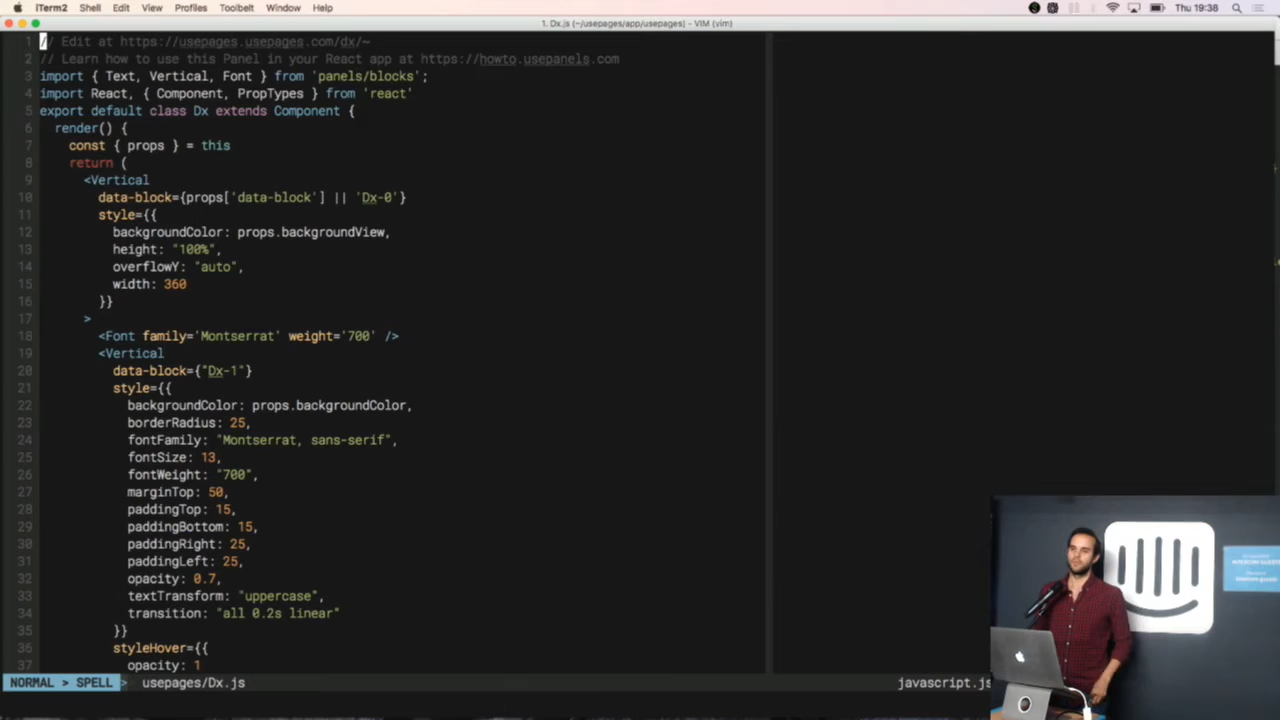 iTerm2 Shell Edit View Profiles Toolbelt Window Help Thu 19:38
1. Dx.js (~/usepages/app/usepages) - VIM (vim)
1 // Edit at https://usepages.usepages.com/dx/~
2 // Learn how to use this Panel in your React app at https://howto.usepanels.com
3 import { Text, Vertical, Font } from 'panels/blocks';
4 import React, { Component, PropTypes } from 'react'
5 export default class Dx extends Component {
6 render() {
7 const { props } = this
8 return (
9 <Vertical
10 data-block={props['data-block'] || 'Dx-0'}
11 style={{
12 backgroundColor: props.backgroundView,
13 height: "100%",
14 overflowY: "auto",
15 width: 360
16 }}
17 >
18 <Font family='Montserrat' weight='700' />
19 <Vertical
20 data-block={"Dx-1"}
21 style={{
22 backgroundColor: props.backgroundColor,
23 borderRadius: 25,
24 fontFamily: "Montserrat, sans-serif",
25 fontSize: 13,
26 fontWeight: "700",
27 marginTop: 50,
28 paddingTop: 15,
29 paddingBottom: 15,
30 paddingRight: 25,
31 paddingLeft: 25,
32 opacity: 0.7,
33 textTransform: "uppercase",
34 transition: "all 0.2s linear"
35 }}
36 styleHover={{
37 opacity: 1
NORMAL > SPELL > usepages/Dx.js javascript.js